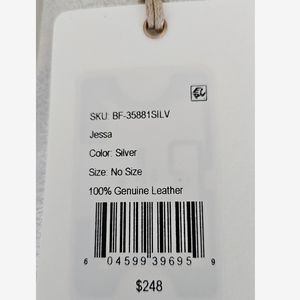 SKU: BF-35881SILV
Jessa
Color: Silver
Size: No Size
100% Genuine Leather
6 04599 39695 9
$248